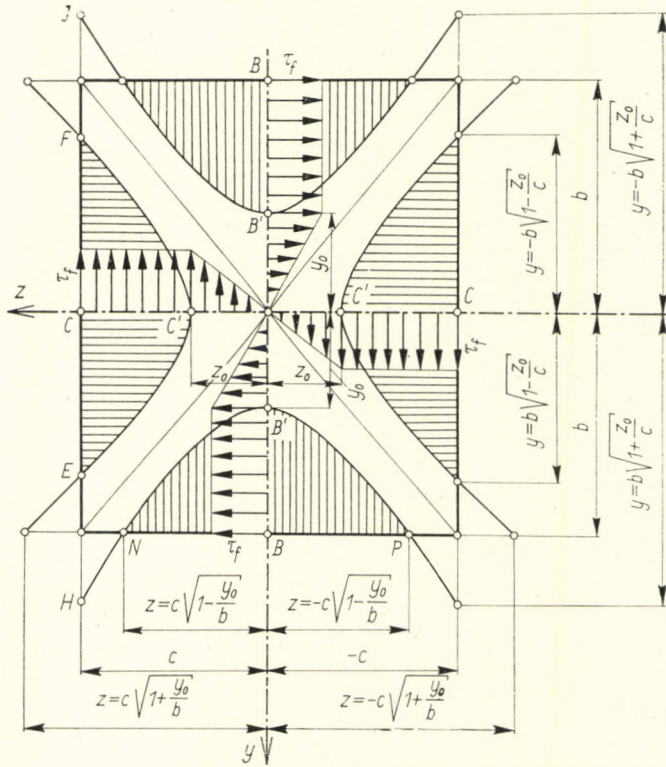 J
B
τf
F
B'
y0
y=-b√1-z0/c
b
y=-b√1+z0/c
z
τf
C
C'
E
C'
C
τf
z0
z0
y0
B'
y=b√1-z0/c
b
y=b√1+z0/c
E
N
τf
B
P
H
z=c√1-y0/b
z=-c√1-y0/b
c
-c
z=c√1+y0/b
z=-c√1+y0/b
y